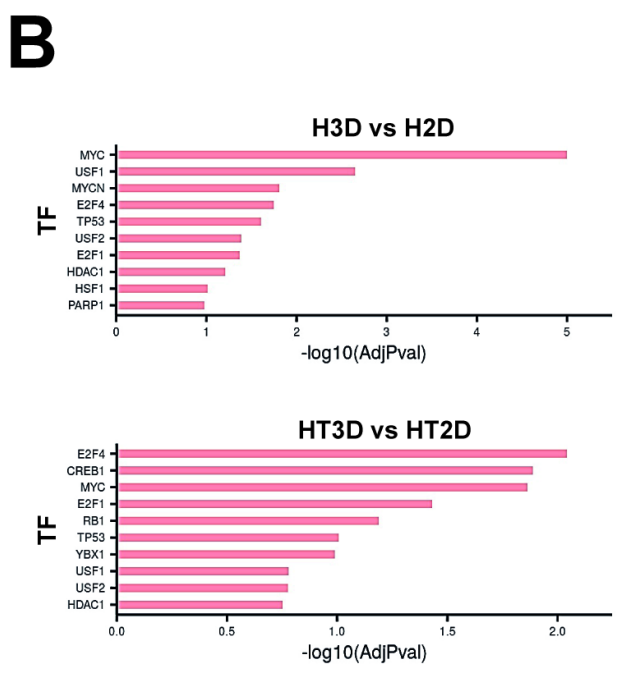 B
H3D vs H2D
TF
MYC
USF1
MYCN
E2F4
TP53
USF2
E2F1
HDAC1
HSF1
PARP1
0 1 2 3 4 5
-log10(AdjPval)
HT3D vs HT2D
TF
E2F4
CREB1
MYC
E2F1
RB1
TP53
YBX1
USF1
USF2
HDAC1
0.0 0.5 1.0 1.5 2.0
-log10(AdjPval)